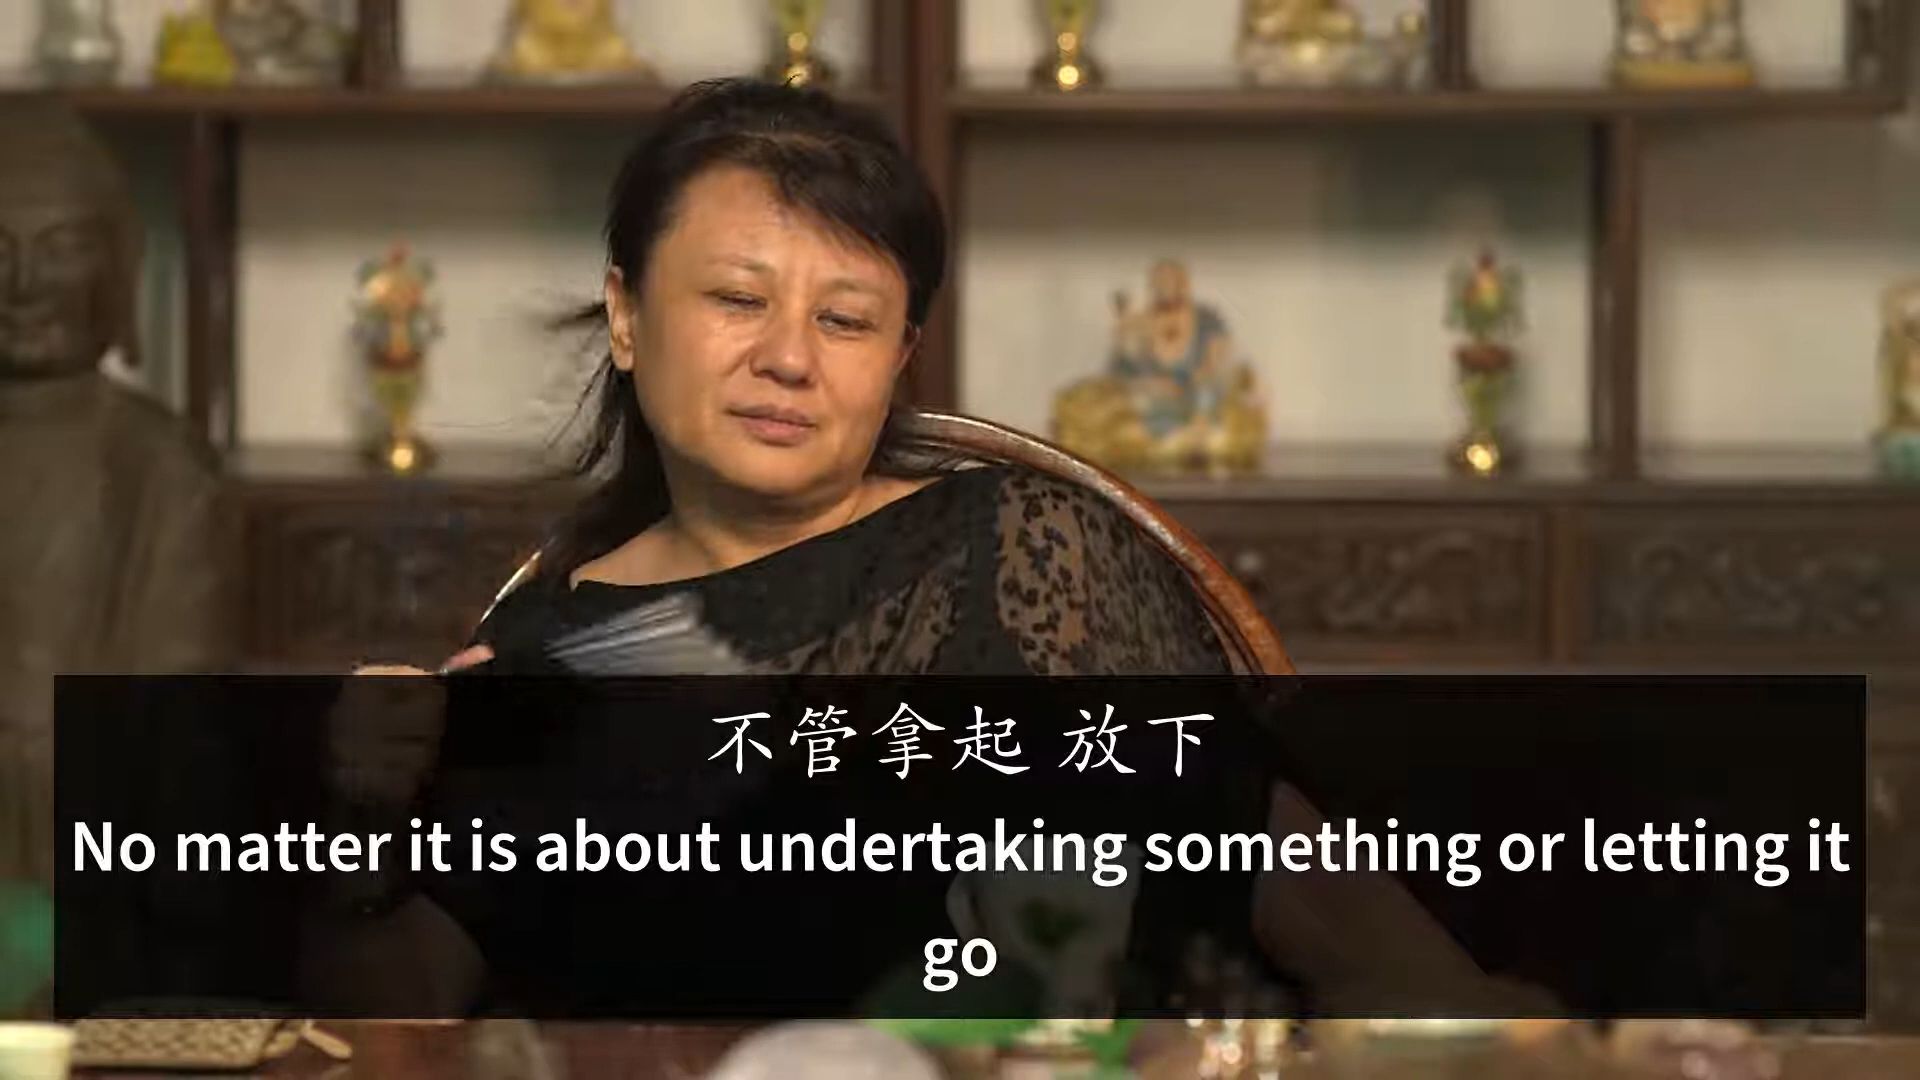 不管拿起 放下
No matter it is about undertaking something or letting it
go